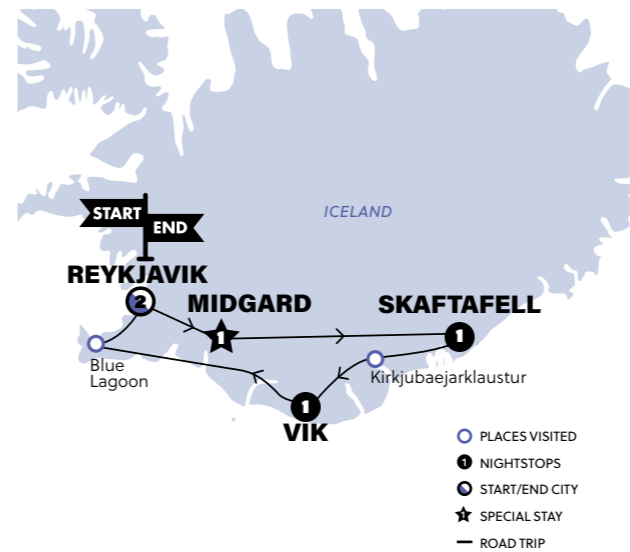 START
END
ICELAND
REYKJAVIK
2
MIDGARD
1
SKAFTAFELL
1
Blue
Lagoon
Kirkjubaejarklaustur
1
VIK
PLACES VISITED
1 NIGHTSTOPS
START/END CITY
1 SPECIAL STAY
ROAD TRIP